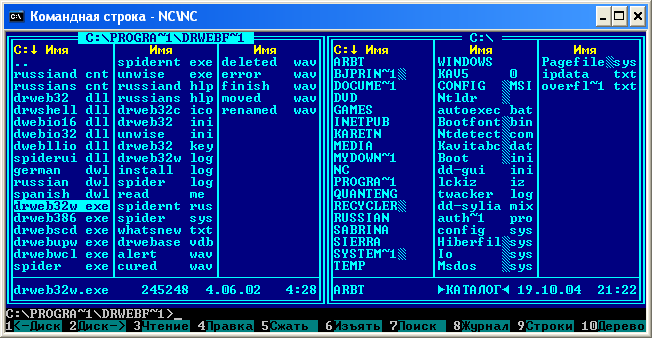 Командная строка - NC\NC
C:\PROGRA~1\DRWEBF~1
C:↓ Имя Имя Имя
.. spidernt exe deleted wav
russiand cnt unwise exe error wav
russians cnt russiand hlp finish wav
drweb32 dll russians hlp moved wav
drwshell dll drweb32c ico renamed wav
dwebio16 dll drweb32 ini
dwebio32 dll unwise ini
dwebllio dll drweb32 key
spiderui dll drweb32w log
german dwl install log
russian dwl spider log
spanish dwl read me
drweb32w exe spidernt rus
drweb386 exe spider sys
drwebscd exe whatsnew txt
drwebupw exe drwebase vdb
drwebwcl exe alert wav
spider exe cured wav
drweb32w.exe 245248 4.06.02 4:28
C:\
C:↓ Имя Имя Имя
ARBT WINDOWS Pagefile▒sys
BJPRIN~1▒ KAV5 0 ipdata txt
DOCUME~1 CONFIG ▒MSI overfl~1 txt
DVD Ntldr ▒
GAMES autoexec bat
INETPUB Bootfont▒bin
KARETN Ntdetect▒com
MEDIA Kavitabc▒dat
MYDOWN~1 Boot ▒ini
NC dd-gui ini
PROGRA~1 lckiz iz
QUANTENG twacker log
RECYCLER▒ dd-sylia mix
RUSSIAN auth~1 pro
SABRINA config sys
SIERRA Hiberfil▒sys
SYSTEM~1▒ Io ▒sys
TEMP Msdos ▒sys
ARBT ►КАТАЛОГ◄ 19.10.04 21:22
C:\PROGRA~1\DRWEBF~1>_
1<-Диск 2Диск-> 3Чтение 4Правка 5Сжать 6Изъять 7Поиск 8Журнал 9Строки 10Дерево